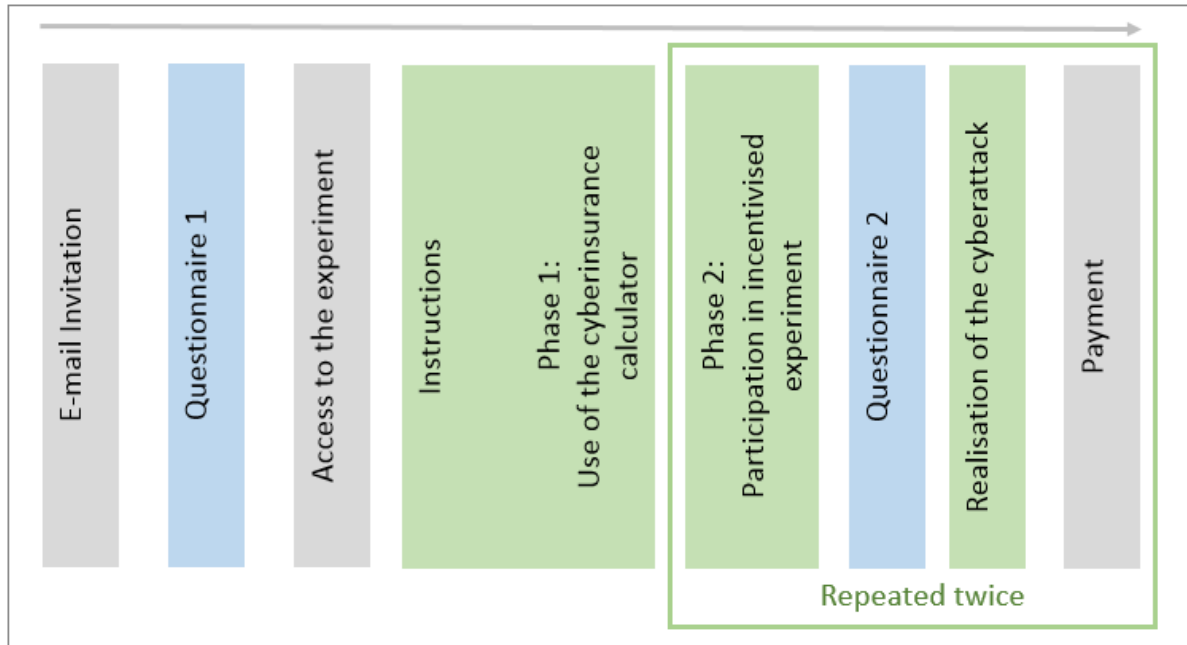 E-mail Invitation
Questionnaire 1
Access to the experiment
Instructions
Phase 1:
Use of the cyberinsurance
calculator
Phase 2:
Participation in incentivised
experiment
Questionnaire 2
Realisation of the cyberattack
Payment
Repeated twice